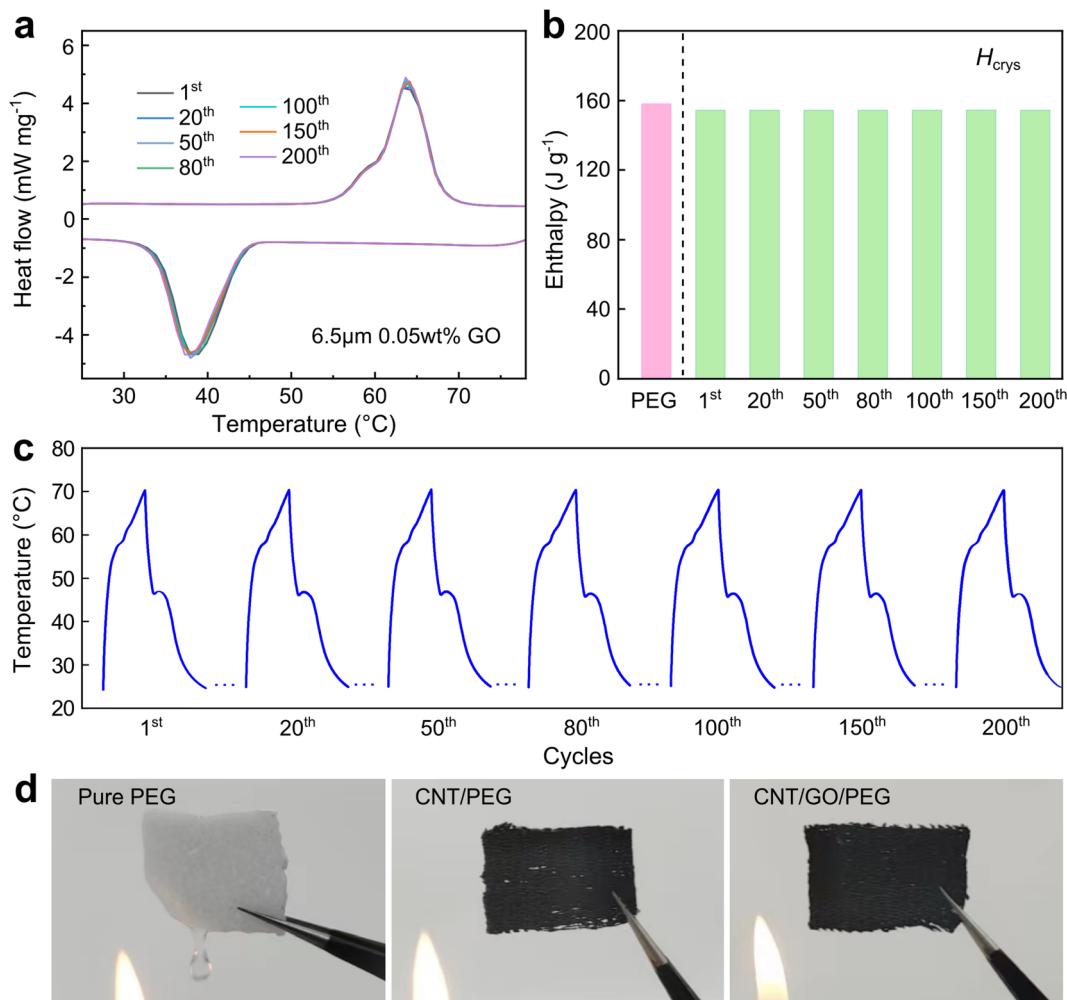 a
6
4
2
0
-2
-4
Heat flow (mW mg⁻¹)
1ˢᵗ
20ᵗʰ
50ᵗʰ
80ᵗʰ
100ᵗʰ
150ᵗʰ
200ᵗʰ
6.5μm 0.05wt% GO
30 40 50 60 70
Temperature (°C)
b
200
160
120
80
40
0
Ehthalpy (J g⁻¹)
H_crys
PEG 1ˢᵗ 20ᵗʰ 50ᵗʰ 80ᵗʰ 100ᵗʰ 150ᵗʰ 200ᵗʰ
c
80
70
60
50
40
30
20
Temperature (°C)
1ˢᵗ 20ᵗʰ 50ᵗʰ 80ᵗʰ 100ᵗʰ 150ᵗʰ 200ᵗʰ
Cycles
d
Pure PEG
CNT/PEG
CNT/GO/PEG